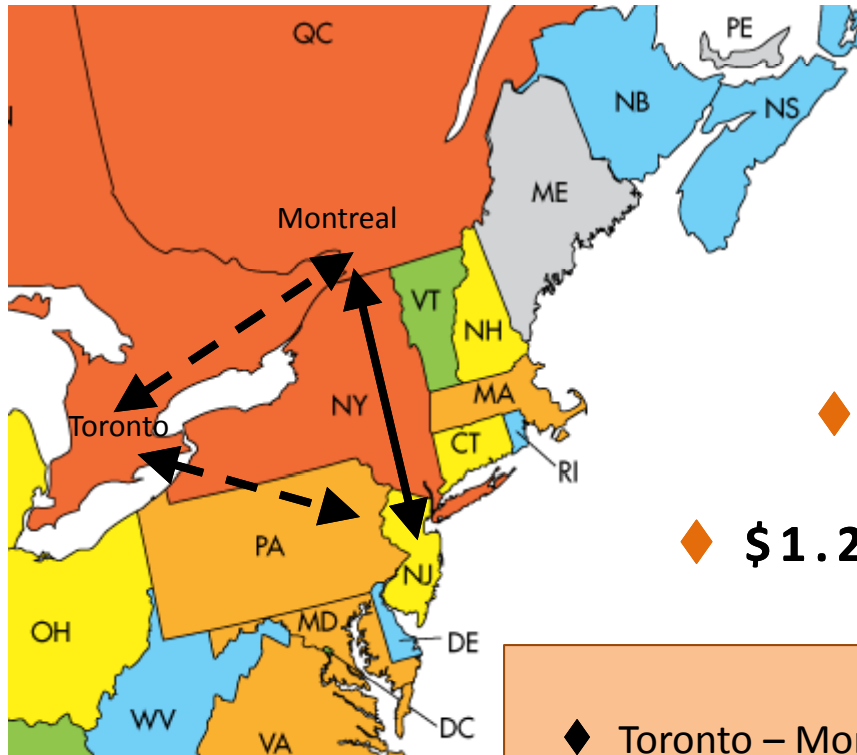 QC
PE
NB
NS
ME
Montreal
VT
NH
NY
MA
Toronto
CT
RI
PA
$1.2
NJ
OH
MD
DE
WV
DC
Toronto – Mo
VA